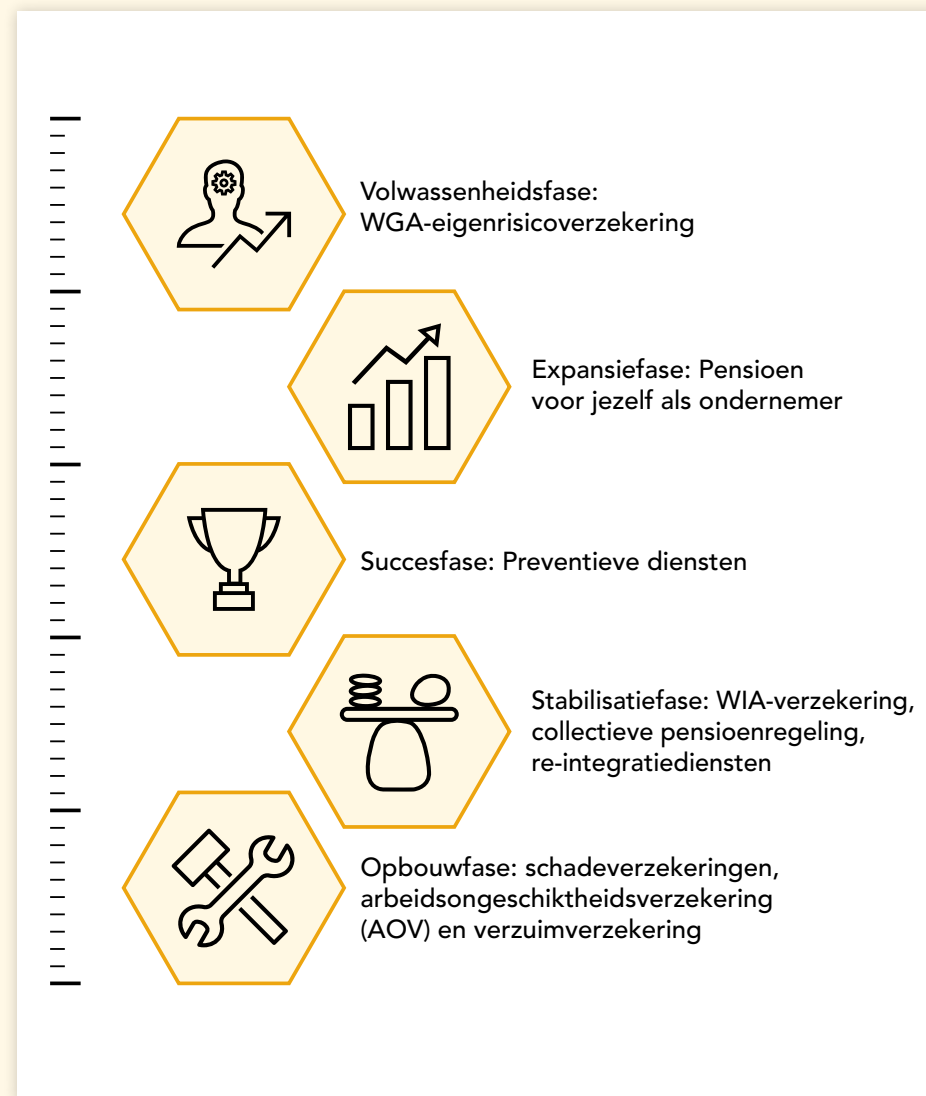 Volwassenheidsfase:
WGA-eigenrisicoverzekering
Expansiefase: Pensioen
voor jezelf als ondernemer
Succesfase: Preventieve diensten
Stabilisatiefase: WIA-verzekering,
collectieve pensioenregeling,
re-integratiediensten
Opbouwfase: schadeverzekeringen,
arbeidsongeschiktheidsverzekering
(AOV) en verzuimverzekering